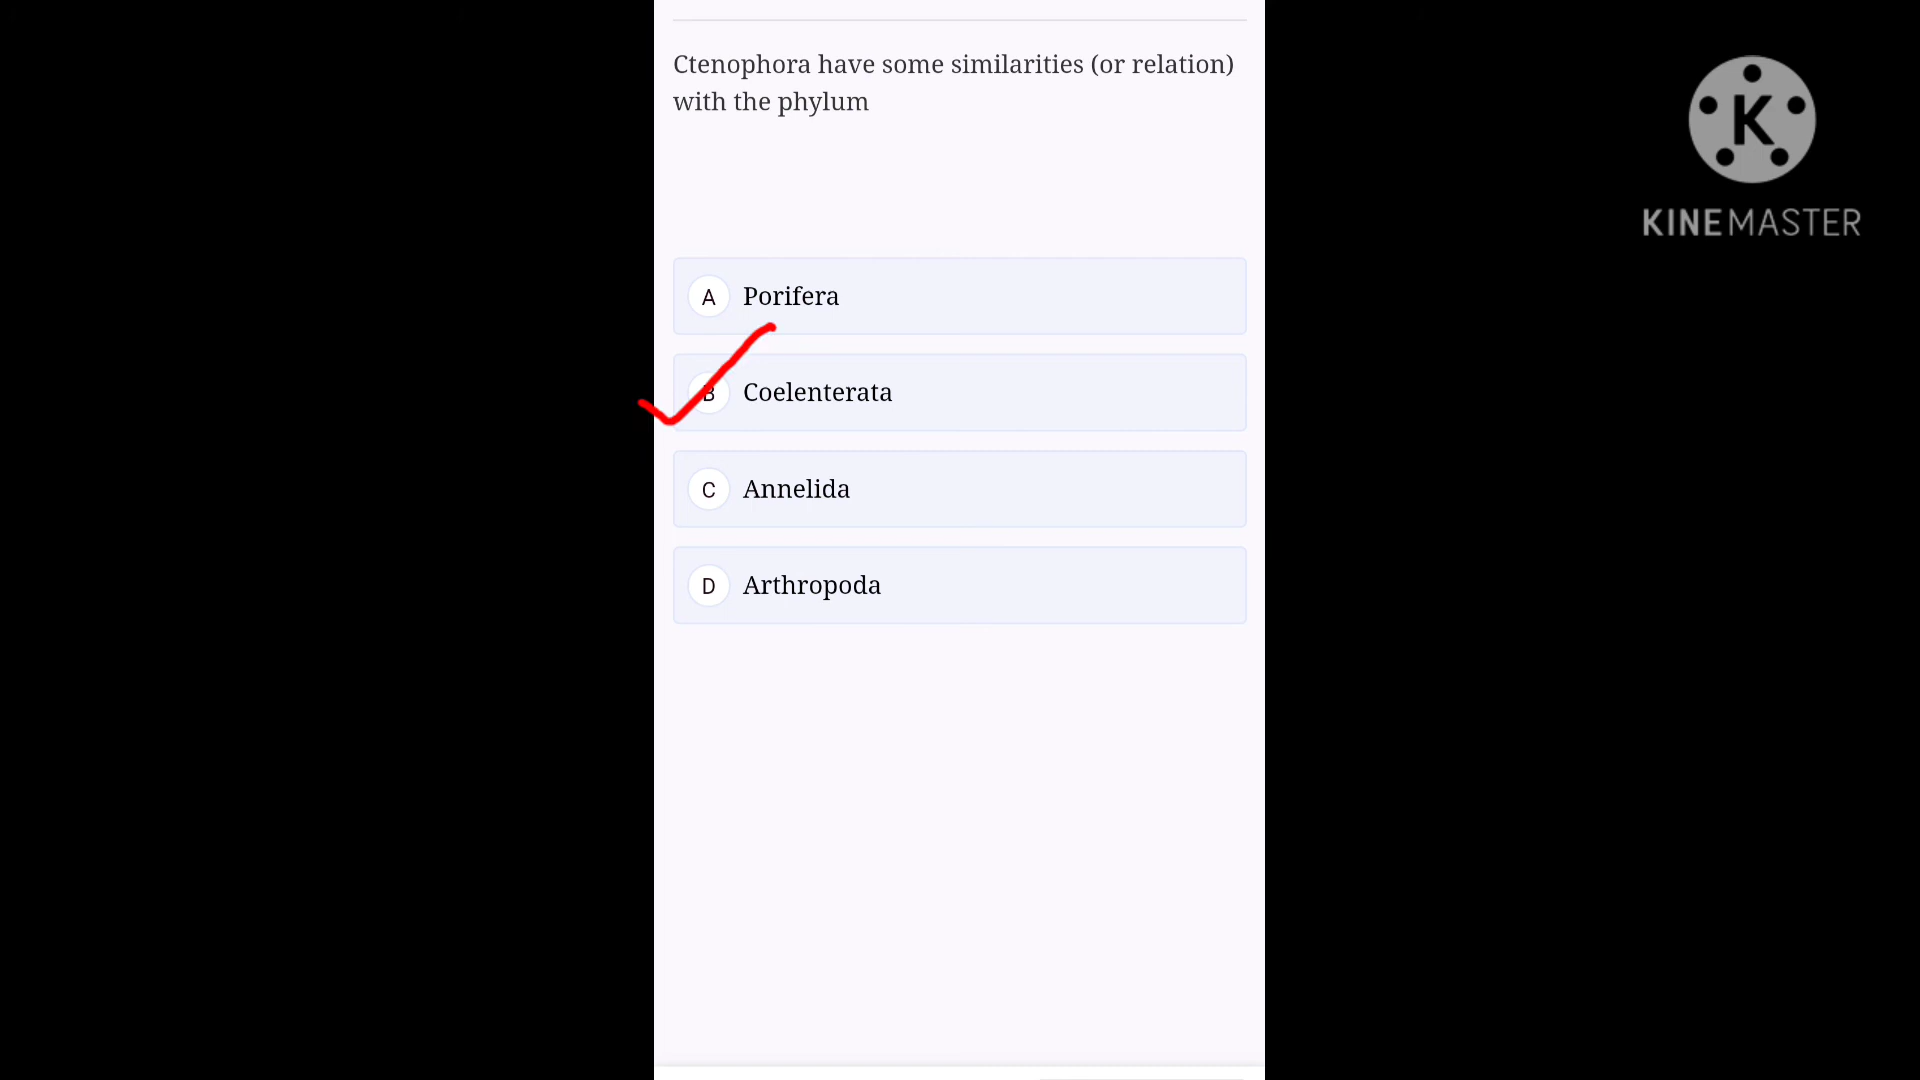 Ctenophora have some similarities (or relation)
with the phylum
K
KINEMASTER
A Porifera
B Coelenterata
C Annelida
D Arthropoda